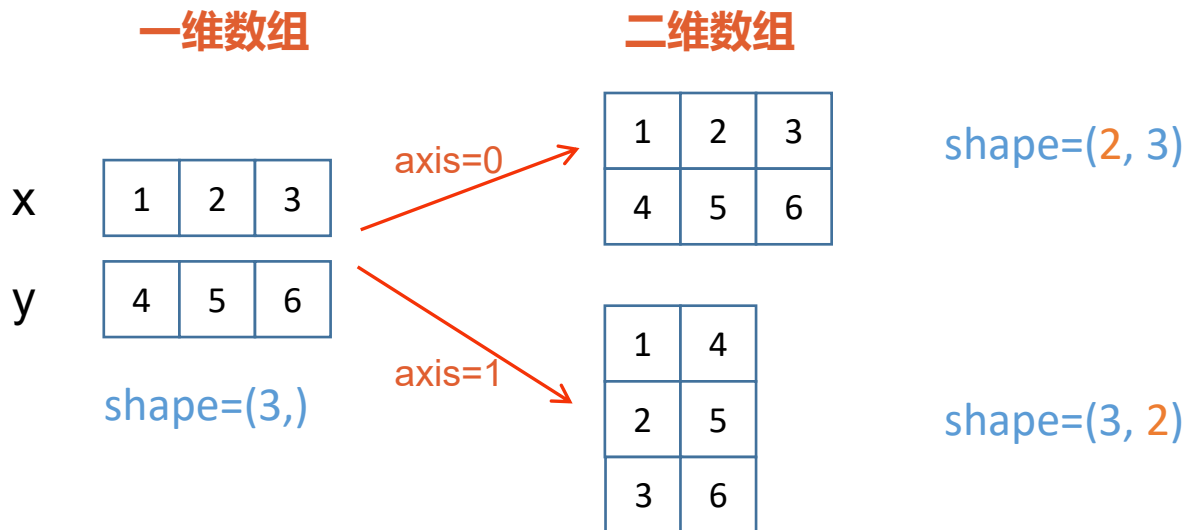 一维数组
二维数组
x
1 2 3
y
4 5 6
shape=(3,)
axis=0
axis=1
1 2 3
4 5 6
shape=(2, 3)
1 4
2 5
3 6
shape=(3, 2)